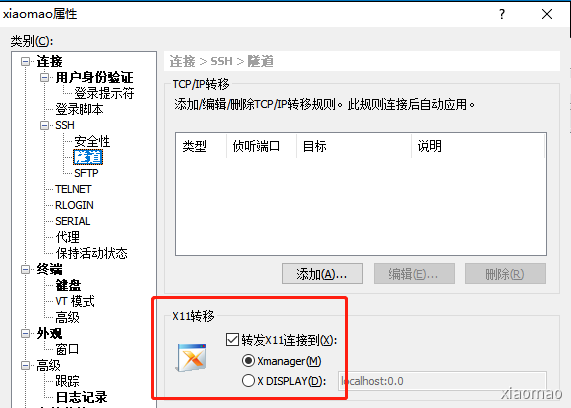 xiaomao属性
类别(C):
连接
用户身份验证
登录提示符
登录脚本
SSH
安全性
隧道
SFTP
TELNET
RLOGIN
SERIAL
代理
保持活动状态
终端
键盘
VT 模式
高级
外观
窗口
高级
跟踪
日志记录
连接 > SSH > 隧道
TCP/IP转移
添加/编辑/删除TCP/IP转移规则。此规则连接后自动应用。
类型 侦听端口 目标 说明
添加(A)... 编辑(E)... 删除(R)
X11转移
转发X11连接到(X):
Xmanager(M)
X DISPLAY(D): localhost:0.0
xiaomao